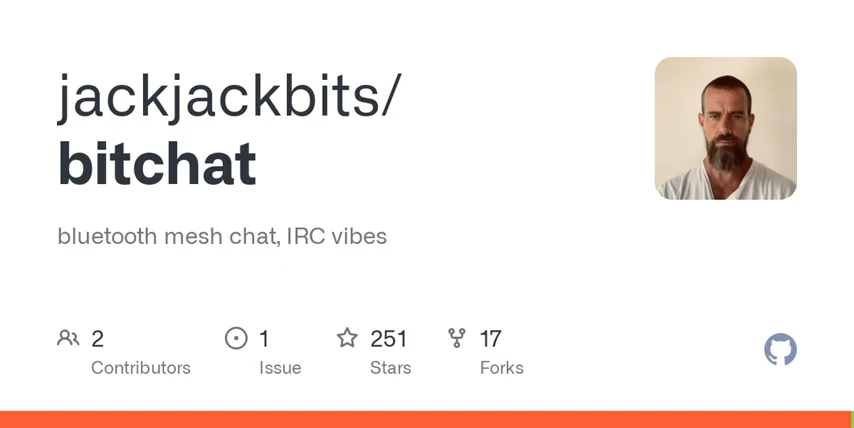 jackjackbits/
bitchat
bluetooth mesh chat, IRC vibes
2
Contributors
1
Issue
251
Stars
17
Forks